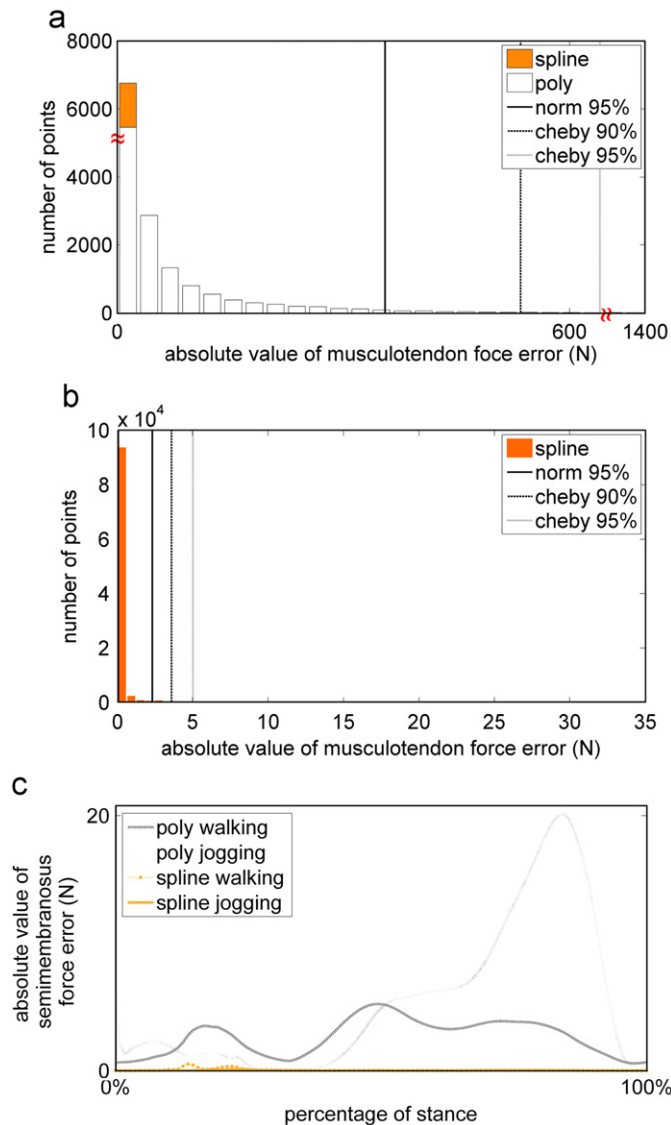 a
8000
6000
4000
2000
0
number of points
spline
poly
norm 95%
cheby 90%
cheby 95%
0
600
1400
absolute value of musculotendon foce error (N)
b
x 10^4
10
8
6
4
2
0
number of points
spline
norm 95%
cheby 90%
cheby 95%
0 5 10 15 20 25 30 35
absolute value of musculotendon force error (N)
c
20
0
absolute value of
semimembranosus
force error (N)
poly walking
poly jogging
spline walking
spline jogging
0%
100%
percentage of stance